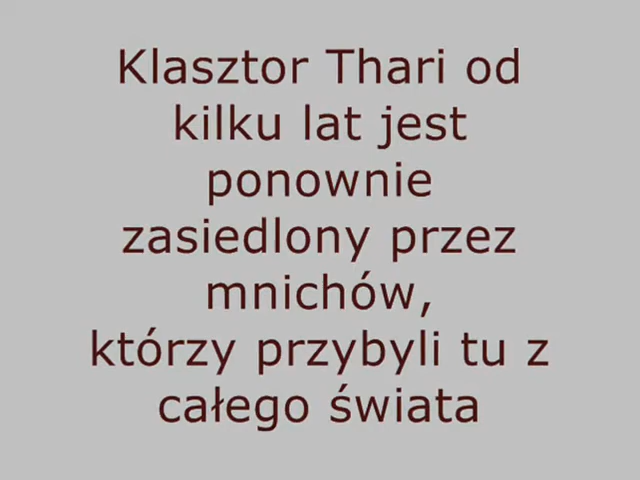 Klasztor Thari od
kilku lat jest
ponownie
zasiedlony przez
mnichów,
którzy przybyli tu z
całego świata